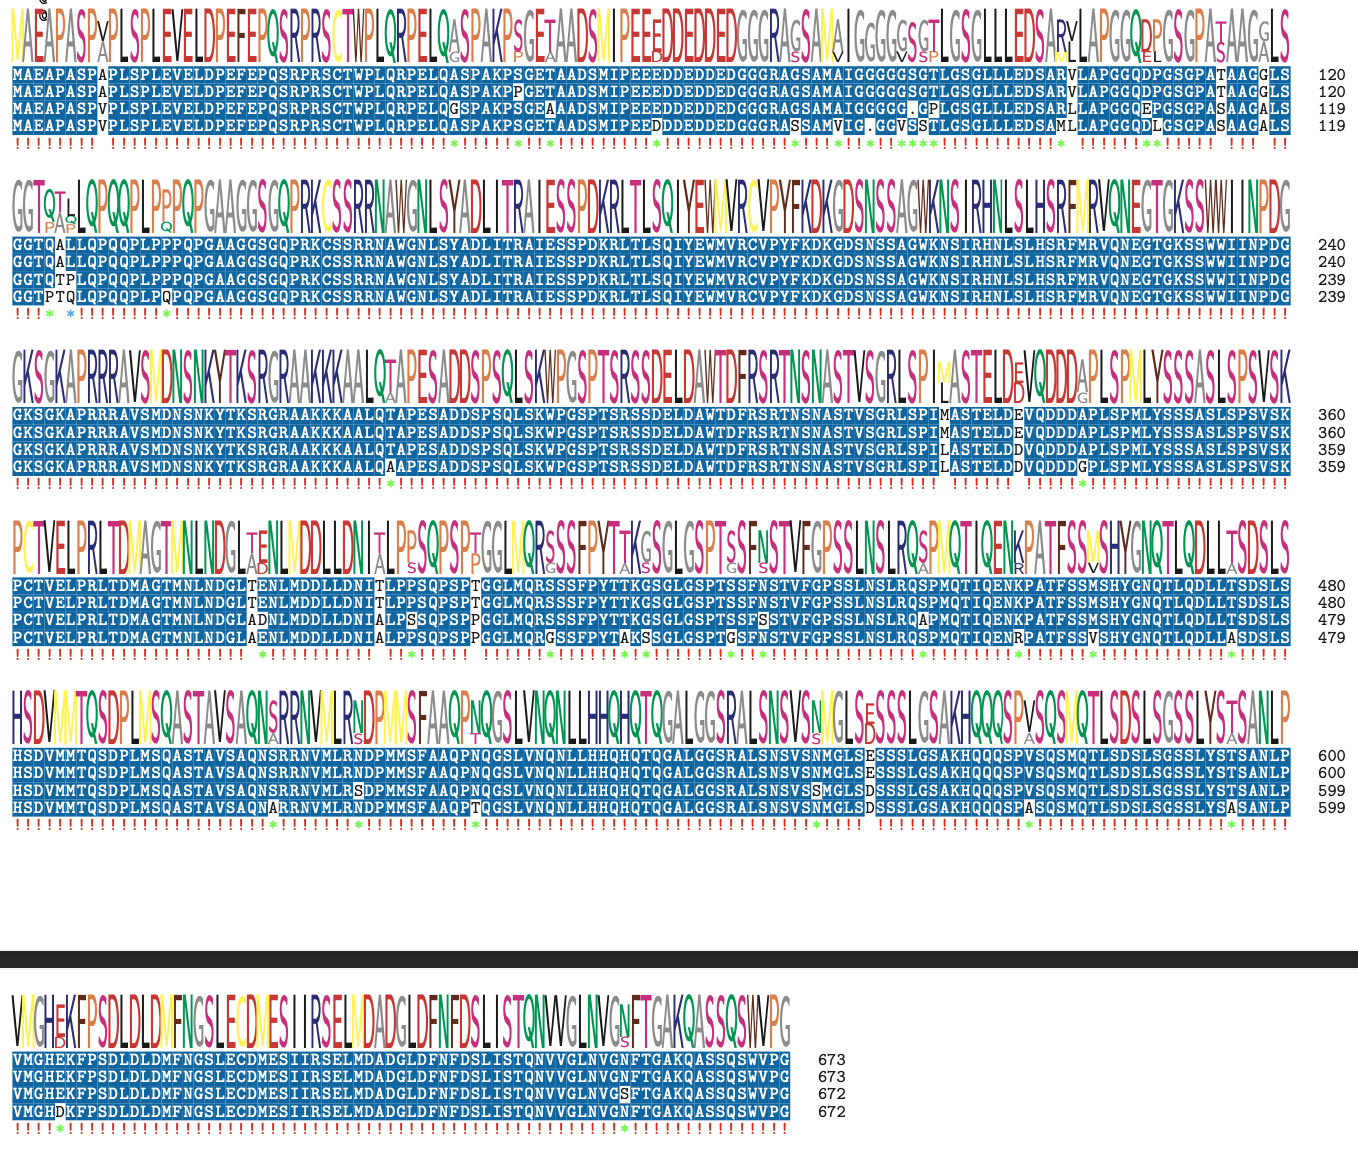 MAEAPASPAPLSPLEVELDPEFEPQSRPRSCTWPLQRPELQASPAKPSGETAADSMIPEEEDDEDDEDGGGRAGSAMAIGGGGGSGTLGSGLLLEDSARVLAPGGQDPGSGPATAAGGLS 120
MAEAPASPAPLSPLEVELDPEFEPQSRPRSCTWPLQRPELQASPAKPPGETAADSMIPEEEDDEDDEDGGGRAGSAMAIGGGGGSGTLGSGLLLEDSARVLAPGGQDPGSGPATAAGGLS 120
MAEAPASPVPLSPLEVELDPEFEPQSRPRSCTWPLQRPELQGSPAKPSGEAAADSMIPEEEDDEDDEDGGGRAGSAMAIGGGGG.GPLGSGLLLEDSARLLAPGGQEPGSGPASAAGALS 119
MAEAPASPVPLSPLEVELDPEFEPQSRPRSCTWPLQRPELQASPAKPSGETAADSMIPEEDDDEDDEDGGGRASSAMVIG.GGVSSTLGSGLLLEDSAMLLAPGGQDLGSGPASAAGALS 119
GGTQALLQPQQPLPPPQPGAAGGSGQPRKCSSRRNAWGNLSYADLITRAIESSPDKRLTLSQIYEWMVRCVPYFKDKGDSNSSAGWKNSIRHNLSLHSRFMRVQNEGTGKSSWWIINPDG 240
GGTQALLQPQQPLPPPQPGAAGGSGQPRKCSSRRNAWGNLSYADLITRAIESSPDKRLTLSQIYEWMVRCVPYFKDKGDSNSSAGWKNSIRHNLSLHSRFMRVQNEGTGKSSWWIINPDG 240
GGTQTPLQPQQPLPPPQPGAAGGSGQPRKCSSRRNAWGNLSYADLITRAIESSPDKRLTLSQIYEWMVRCVPYFKDKGDSNSSAGWKNSIRHNLSLHSRFMRVQNEGTGKSSWWIINPDG 239
GGTPTQLQPQQPLPQPQPGAAGGSGQPRKCSSRRNAWGNLSYADLITRAIESSPDKRLTLSQIYEWMVRCVPYFKDKGDSNSSAGWKNSIRHNLSLHSRFMRVQNEGTGKSSWWIINPDG 239
GKSGKAPRRRAVSMDNSNKYTKSRGRAAKKKAALQTAPESADDSPSQLSKWPGSPTSRSSDELDAWTDFRSRTNSNASTVSGRLSPIMASTELDEVQDDDAPLSPMLYSSSASLSPSVSK 360
GKSGKAPRRRAVSMDNSNKYTKSRGRAAKKKAALQTAPESADDSPSQLSKWPGSPTSRSSDELDAWTDFRSRTNSNASTVSGRLSPIMASTELDEVQDDDAPLSPMLYSSSASLSPSVSK 360
GKSGKAPRRRAVSMDNSNKYTKSRGRAAKKKAALQTAPESADDSPSQLSKWPGSPTSRSSDELDAWTDFRSRTNSNASTVSGRLSPILASTELDDVQDDDAPLSPMLYSSSASLSPSVSK 359
GKSGKAPRRRAVSMDNSNKYTKSRGRAAKKKAALQAAPESADDSPSQLSKWPGSPTSRSSDELDAWTDFRSRTNSNASTVSGRLSPILASTELDDVQDDDGPLSPMLYSSSASLSPSVSK 359
PCTVELPRLTDMAGTMNLNDGLTENLMDDLLDNITLPPSQPSPTGGLMQRSSSFPYTTKGSGLGSPTSSFNSTVFGPSSLNSLRQSPMQTIQENKPATFSSMSHYGNQTLQDLLTSDSLS 480
PCTVELPRLTDMAGTMNLNDGLTENLMDDLLDNITLPPSQPSPTGGLMQRSSSFPYTTKGSGLGSPTSSFNSTVFGPSSLNSLRQSPMQTIQENKPATFSSMSHYGNQTLQDLLTSDSLS 480
PCTVELPRLTDMAGTMNLNDGLADNLMDDLLDNIALPSSQPSPPGGLMQRSSSFPYTTKGSGLGSPTSSFSSTVFGPSSLNSLRQAPMQTIQENKPATFSSMSHYGNQTLQDLLTSDSLS 479
PCTVELPRLTDMAGTMNLNDGLAENLMDDLLDNIALPPSQPSPPGGLMQRGSSFPYTAKSSGLGSPTGSFNSTVFGPSSLNSLRQSPMQTIQENRPATFSSVSHYGNQTLQDLLASDSLS 479
HSDVMMTQSDPLMSQASTAVSAQNSRRNVMLRNDPMMSFAAQPNQGSLVNQNLLHHQHQTQGALGGSRALSNSVSNMGLSESSSLGSAKHQQQSPVSQSMQTLSDSLSGSSLYSTSANLP 600
HSDVMMTQSDPLMSQASTAVSAQNSRRNVMLRNDPMMSFAAQPNQGSLVNQNLLHHQHQTQGALGGSRALSNSVSNMGLSESSSLGSAKHQQQSPVSQSMQTLSDSLSGSSLYSTSANLP 600
HSDVMMTQSDPLMSQASTAVSAQNSRRNVMLRSDPMMSFAAQPNQGSLVNQNLLHHQHQTQGALGGSRALSNSVSSMGLSDSSSLGSAKHQQQSPVSQSMQTLSDSLSGSSLYSTSANLP 599
HSDVMMTQSDPLMSQASTAVSAQNARRNVMLRNDPMMSFAAQPTQGSLVNQNLLHHQHQTQGALGGSRALSNSVSNMGLSDSSSLGSAKHQQQSPASQSMQTLSDSLSGSSLYSASANLP 599
VMGHEKFPSDLDLDMFNGSLECDMESIIRSELMDADGLDFNFDSLISTQNVVGLNVGNFTGAKQASSQSWVPG 673
VMGHEKFPSDLDLDMFNGSLECDMESIIRSELMDADGLDFNFDSLISTQNVVGLNVGNFTGAKQASSQSWVPG 673
VMGHEKFPSDLDLDMFNGSLECDMESIIRSELMDADGLDFNFDSLISTQNVVGLNVGSFTGAKQASSQSWVPG 672
VMGHDKFPSDLDLDMFNGSLECDMESIIRSELMDADGLDFNFDSLISTQNVVGLNVGNFTGAKQASSQSWVPG 672